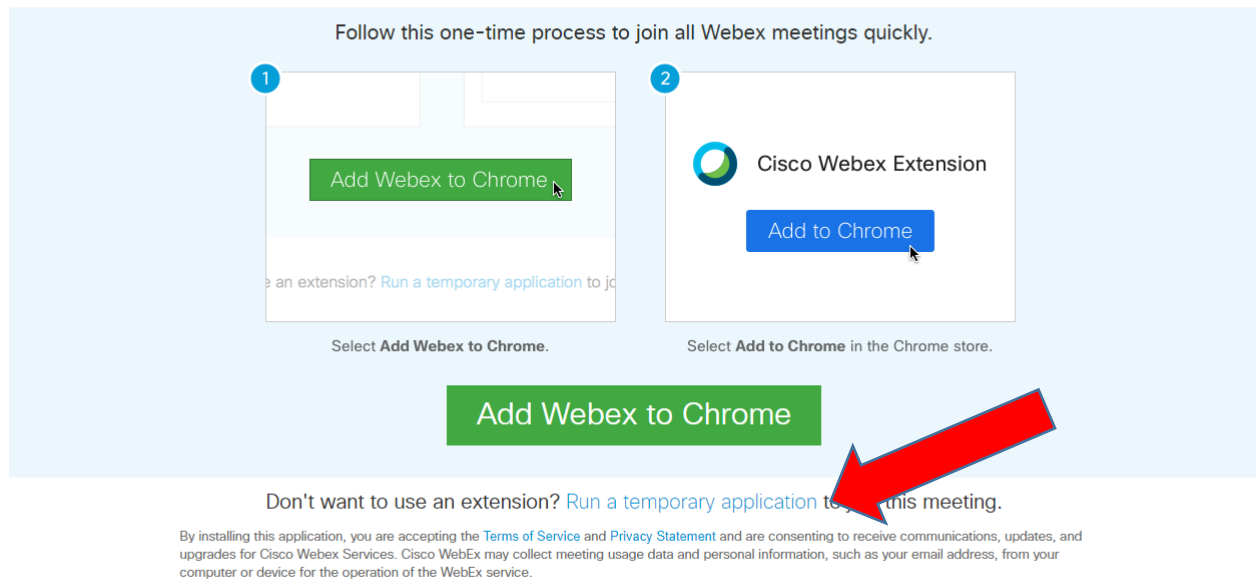 Follow this one-time process to join all Webex meetings quickly.
1
2
Add Webex to Chrome
Cisco Webex Extension
Add to Chrome
an extension? Run a temporary application to
Select Add Webex to Chrome.
Select Add to Chrome in the Chrome store.
Add Webex to Chrome
Don't want to use an extension? Run a temporary application this meeting.
By installing this application, you are accepting the Terms of Service and Privacy Statement and are consenting to receive communications, updates, and
upgrades for Cisco Webex Services. Cisco WebEx may collect meeting usage data and personal information, such as your email address, from your
computer or device for the operation of the WebEx service.